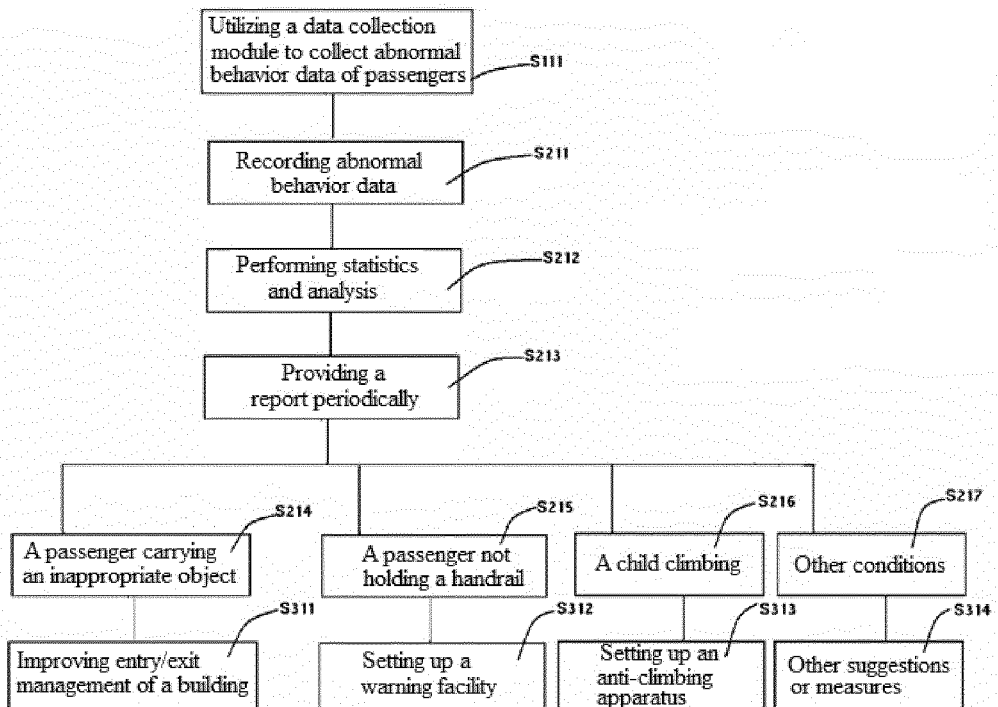 Utilizing a data collection
module to collect abnormal
behavior data of passengers
S111
Recording abnormal
behavior data
S211
Performing statistics
and analysis
S212
Providing a
report periodically
S213
A passenger carrying
an inappropriate object
S214
A passenger not
holding a handrail
S215
A child climbing
S216
Other conditions
S217
Improving entry/exit
management of a building
S311
Setting up a
warning facility
S312
Setting up an
anti-climbing
apparatus
S313
Other suggestions
or measures
S314